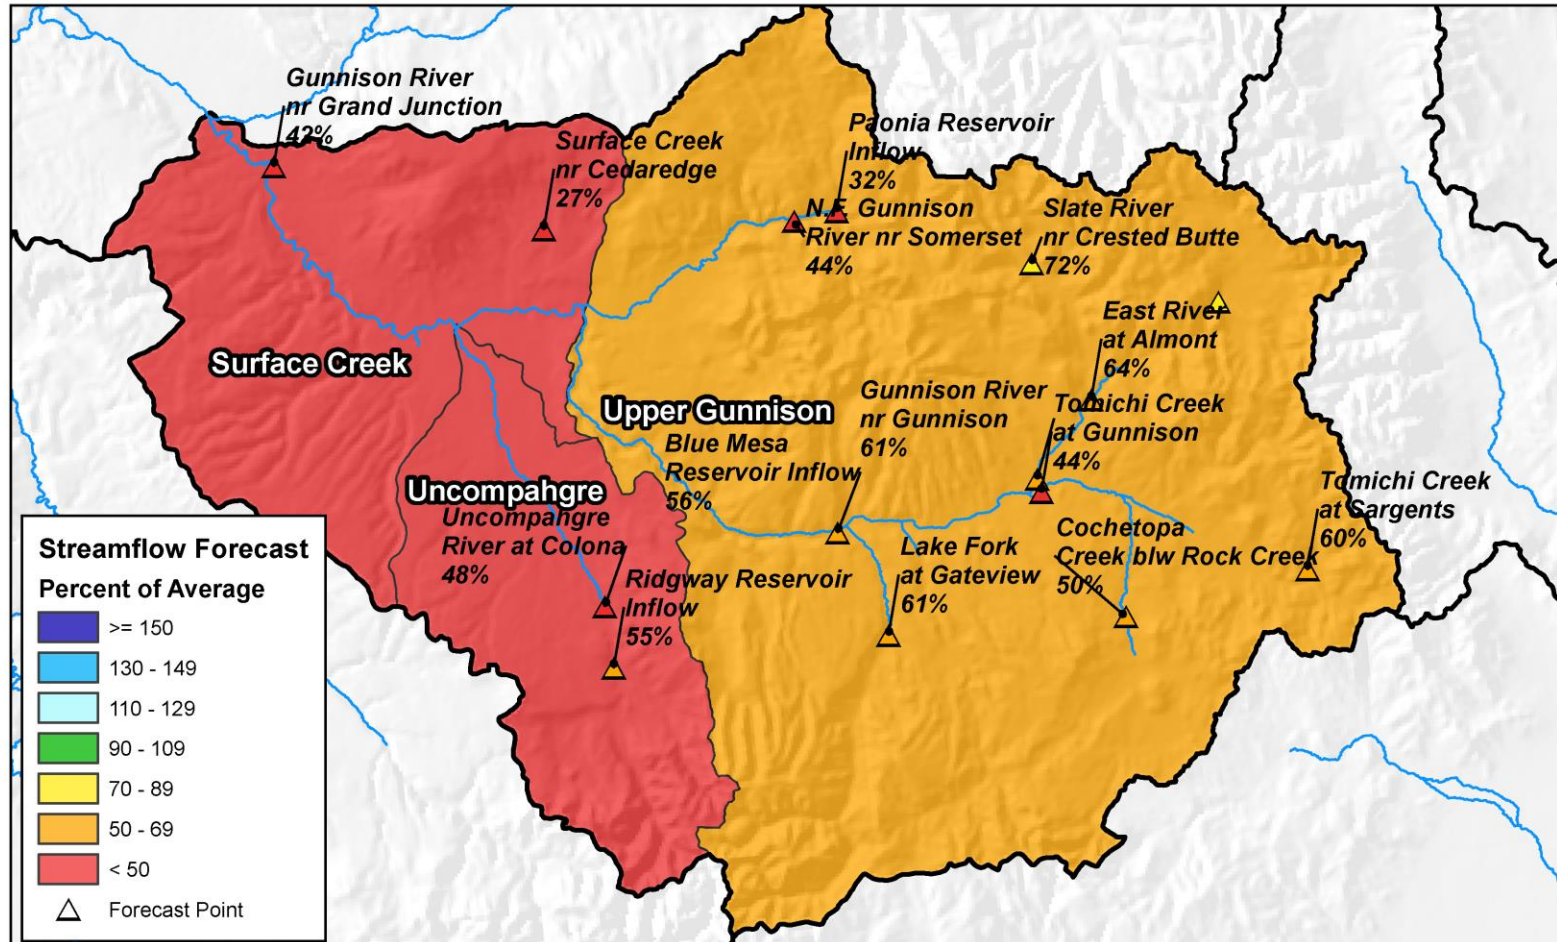 Gunnison River
nr Grand Junction
42%
Surface Creek
nr Cedaredge
27%
Paonia Reservoir
Inflow
32%
N.F. Gunnison
River nr Somerset
44%
Slate River
nr Crested Butte
72%
East River
at Almont
64%
Surface Creek
Upper Gunnison
Gunnison River
nr Gunnison
61%
Tomichi Creek
at Gunnison
44%
Blue Mesa
Reservoir Inflow
56%
Tomichi Creek
at Sargents
60%
Uncompahgre
Uncompahgre
River at Colona
48%
Ridgway Reservoir
Inflow
55%
Lake Fork
at Gateview
61%
Cochetopa
Creek blw Rock Creek
50%
Streamflow Forecast
Percent of Average
>= 150
130 - 149
110 - 129
90 - 109
70 - 89
50 - 69
< 50
Forecast Point